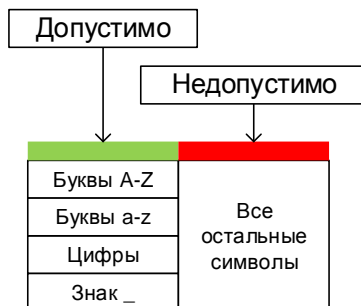 Допустимо
Недопустимо
Буквы A-Z
Буквы a-z
Цифры
Знак _
Все
остальные
символы